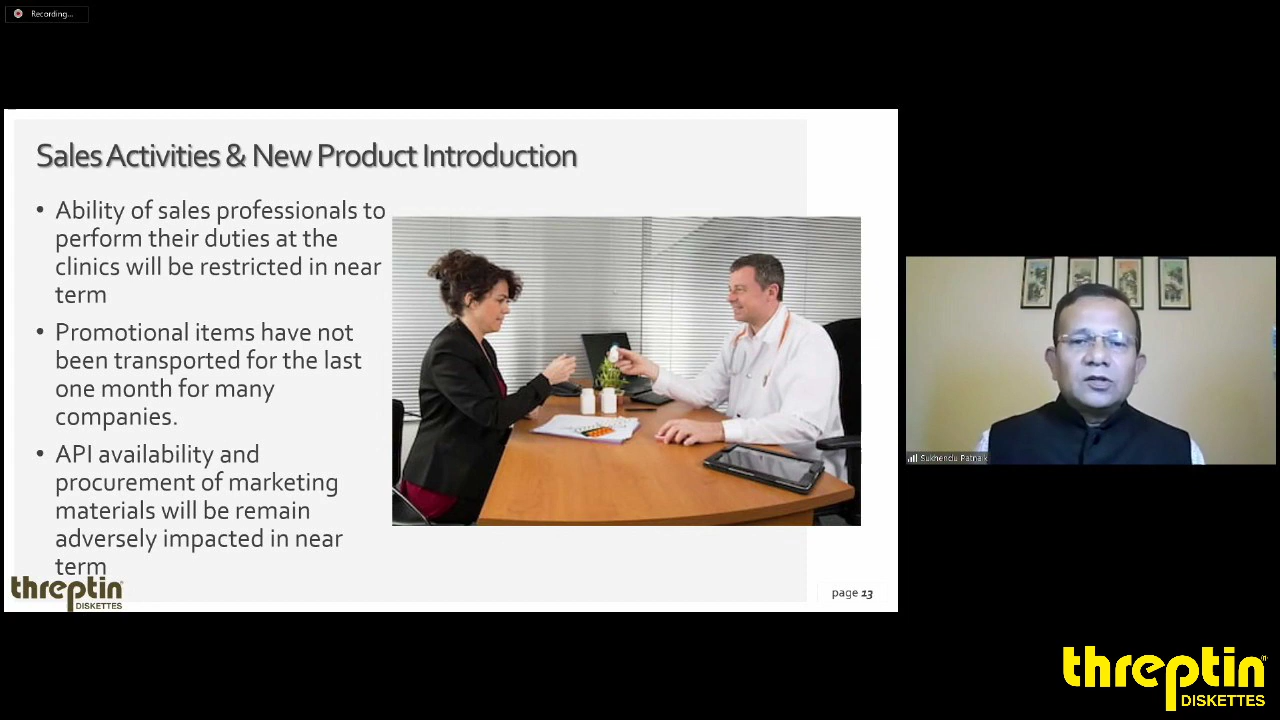 Recording...
Sales Activities & New Product Introduction
• Ability of sales professionals to
perform their duties at the
clinics will be restricted in near
term
• Promotional items have not
been transported for the last
one month for many
companies.
• API availability and
procurement of marketing
materials will be remain
adversely impacted in near
term
threptin
DISKETTES
page 13
Sukhendu Patnaik
threptin®
DISKETTES